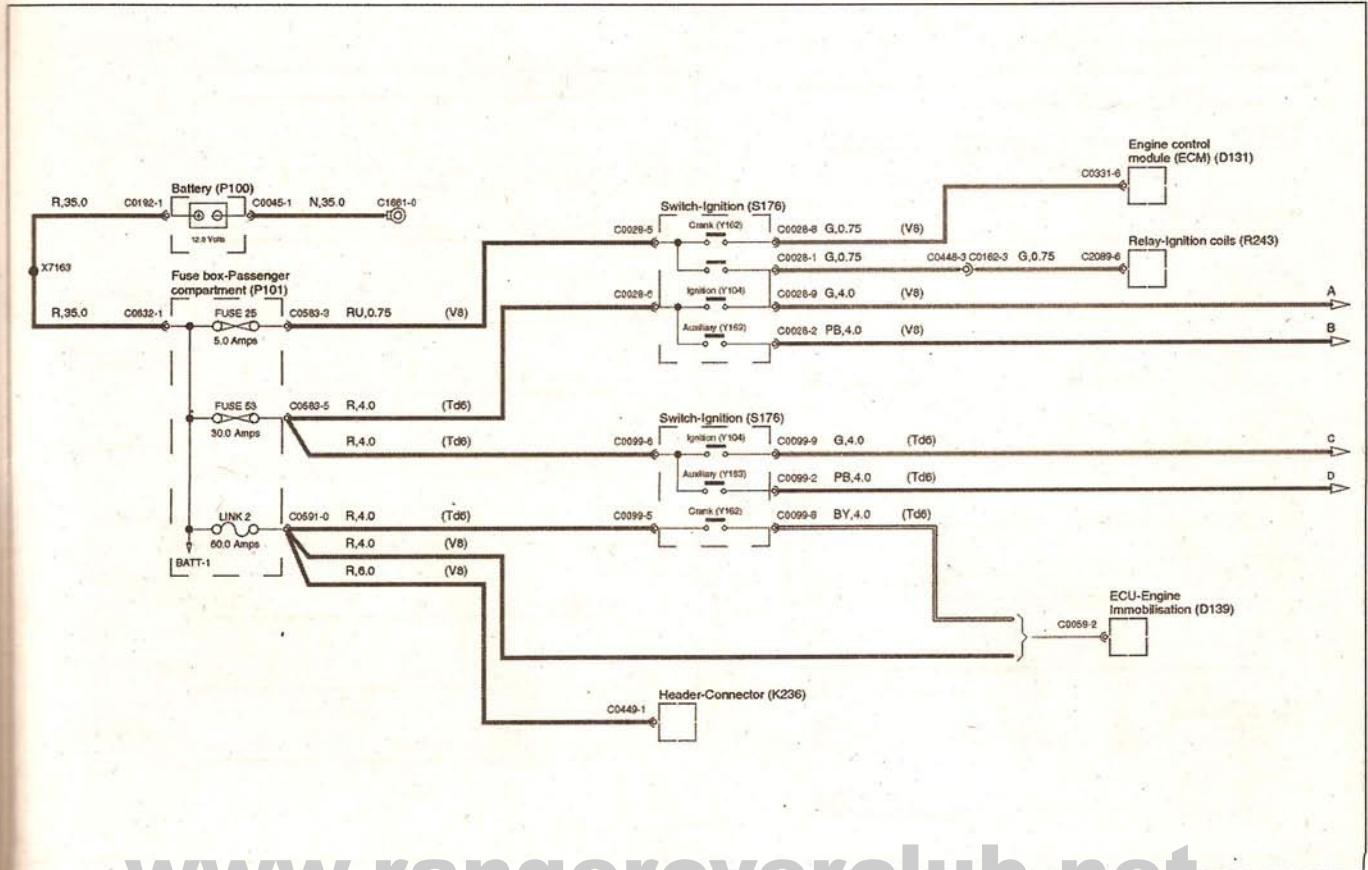 Engine control
module (ECM) (D131)
C0331-6
Battery (P100)
R,35.0 C0192-1 C0045-1 N,35.0 C1661-0
12.0 Volts
Switch-Ignition (S176)
Crank (Y162)
C0028-5 C0028-8 G,0.75 (V8)
Relay-Ignition coils (R243)
X7163
C0028-1 G,0.75 C0448-3 C0162-3 G,0.75 C2089-6
Fuse box-Passenger
compartment (P101)
C0028-6 Ignition (Y104) C0028-9 G,4.0 (V8) A
R,35.0 C0632-1 FUSE 25 C0583-3 RU,0.75 (V8)
5.0 Amps
Auxiliary (Y162) C0028-2 PB,4.0 (V8) B
FUSE 53 C0583-5 R,4.0 (Td6)
30.0 Amps
Switch-Ignition (S176)
R,4.0 (Td6) C0099-6 Ignition (Y104) C0099-9 G,4.0 (Td6) C
Auxiliary (Y163) C0099-2 PB,4.0 (Td6) D
LINK 2 C0591-0 R,4.0 (Td6) C0099-5 Crank (Y162) C0099-8 BY,4.0 (Td6)
60.0 Amps
R,4.0 (V8)
BATT-1
R,6.0 (V8)
ECU-Engine
Immobilisation (D139)
C0059-2
Header-Connector (K236)
C0449-1
www.rangeroverclub.net